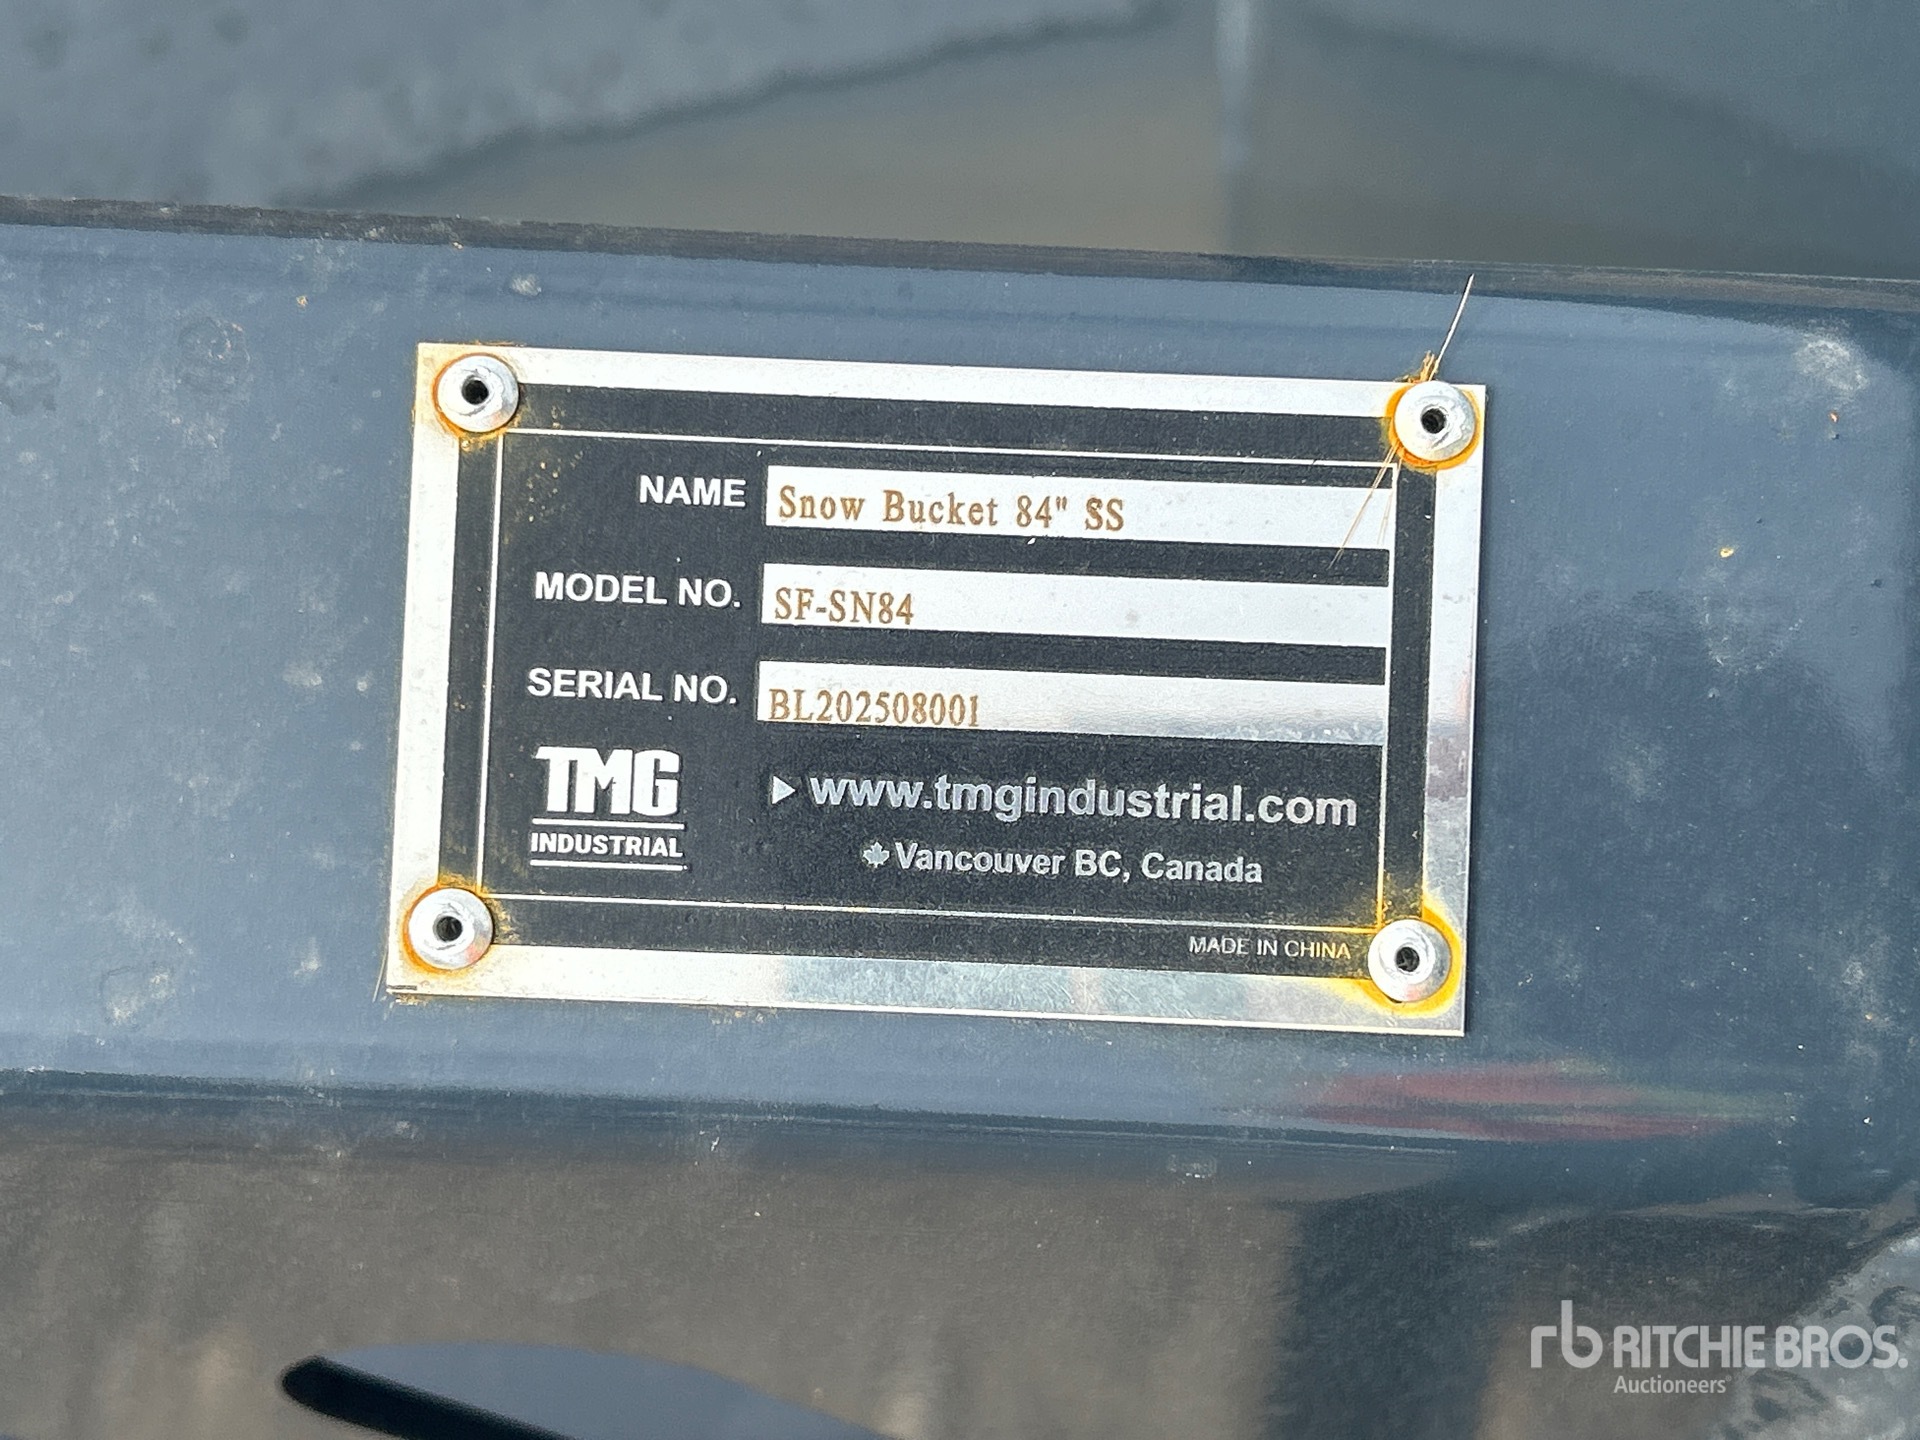 NAME Snow Bucket 84" SS
MODEL NO. SF-SN84
SERIAL NO. BL202508001
TMG
INDUSTRIAL
www.tmgindustrial.com
Vancouver BC, Canada
MADE IN CHINA
rb RITCHIE BROS.
Auctioneers